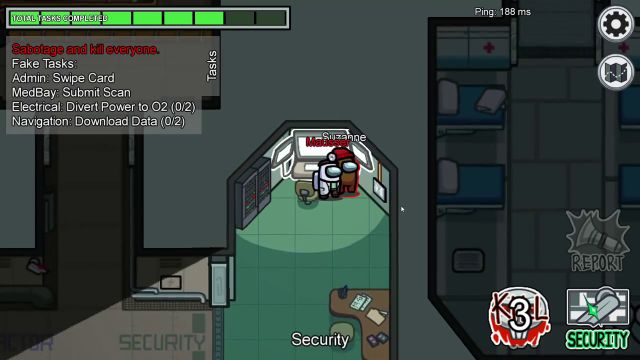 TOTAL TASKS COMPLETED
Ping: 188 ms
Sabotage and kill everyone.
Fake Tasks:
Admin: Swipe Card
MedBay: Submit Scan
Electrical: Divert Power to O2 (0/2)
Navigation: Download Data (0/2)
Tasks
Suzanne
REPORT
K3L
SECURITY
SECURITY
Security